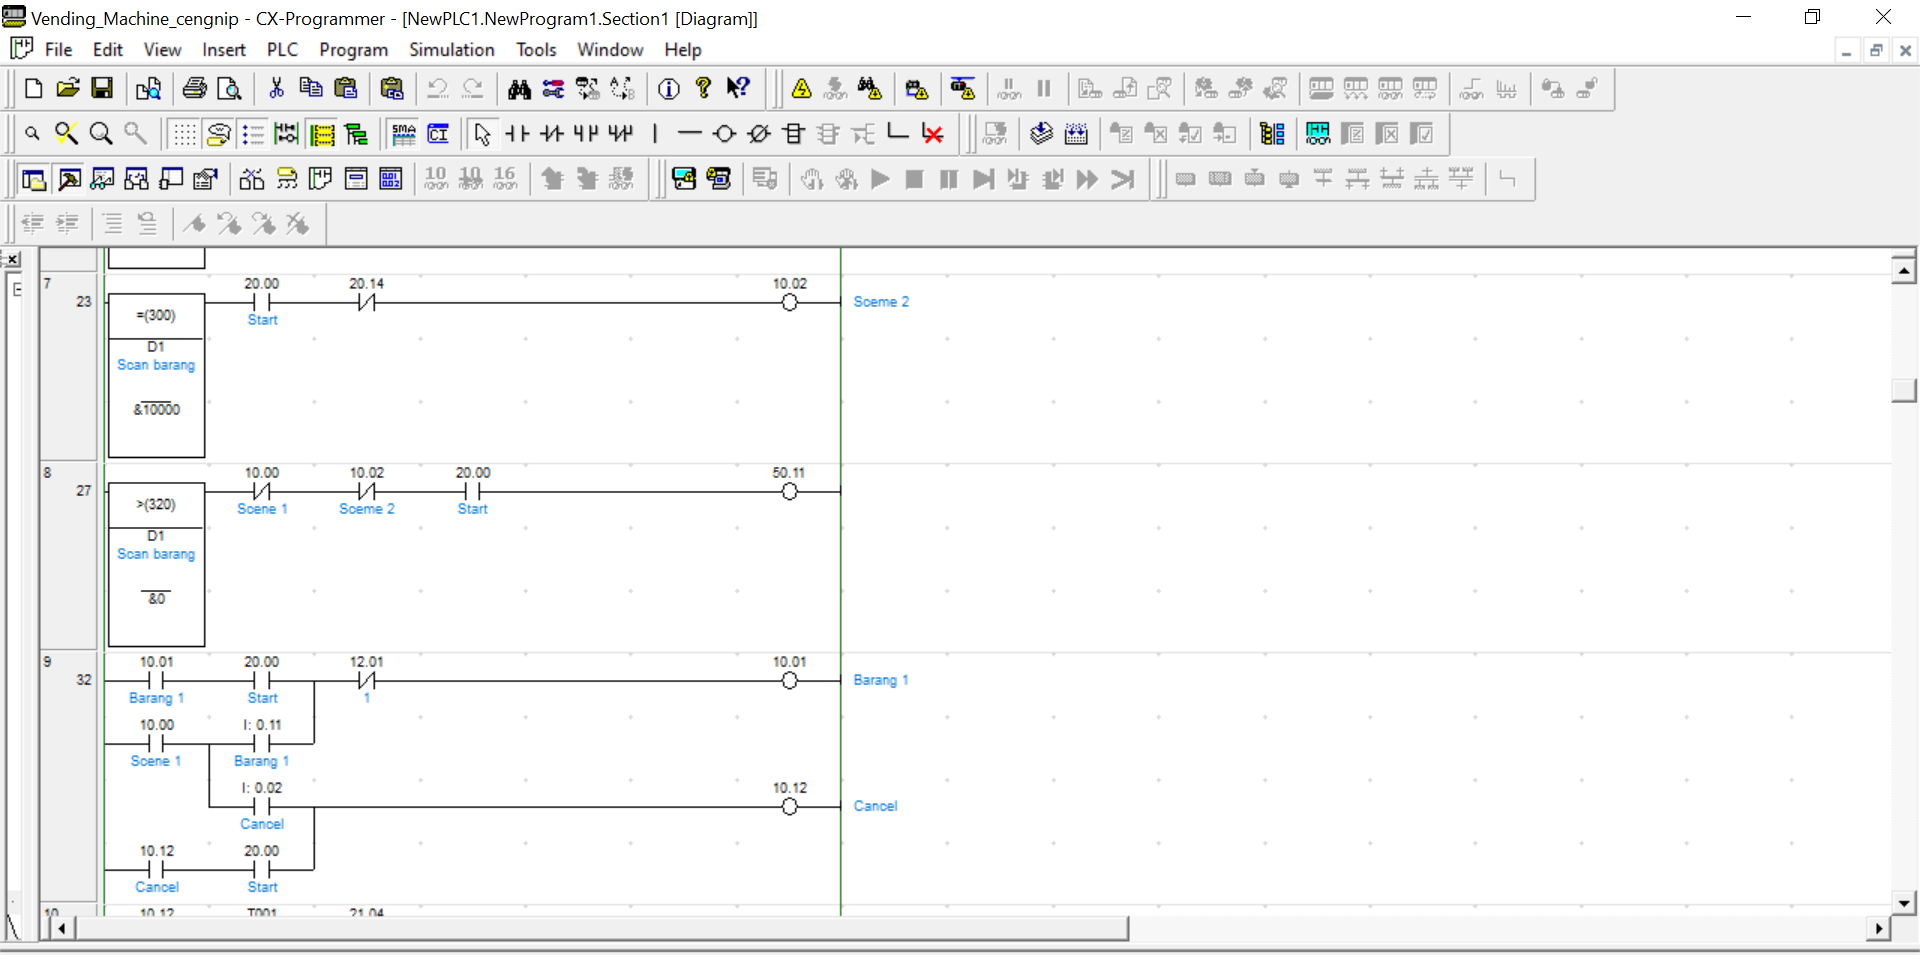 Vending_Machine_cengnip - CX-Programmer - [NewPLC1.NewProgram1.Section1 [Diagram]]
File Edit View Insert PLC Program Simulation Tools Window Help
SMA CI
10 10 16
7
23
=(300)
D1
Scan barang
&10000
20.00
Start
20.14
10.02
Sceme 2
8
27
>(320)
D1
Scan barang
&0
10.00
Scene 1
10.02
Sceme 2
20.00
Start
50.11
9
32
10.01
Barang 1
20.00
Start
12.01
1
10.01
Barang 1
10.00
Scene 1
I: 0.11
Barang 1
I: 0.02
Cancel
10.12
Cancel
10.12
Cancel
20.00
Start
10
10.12 T001 21.04